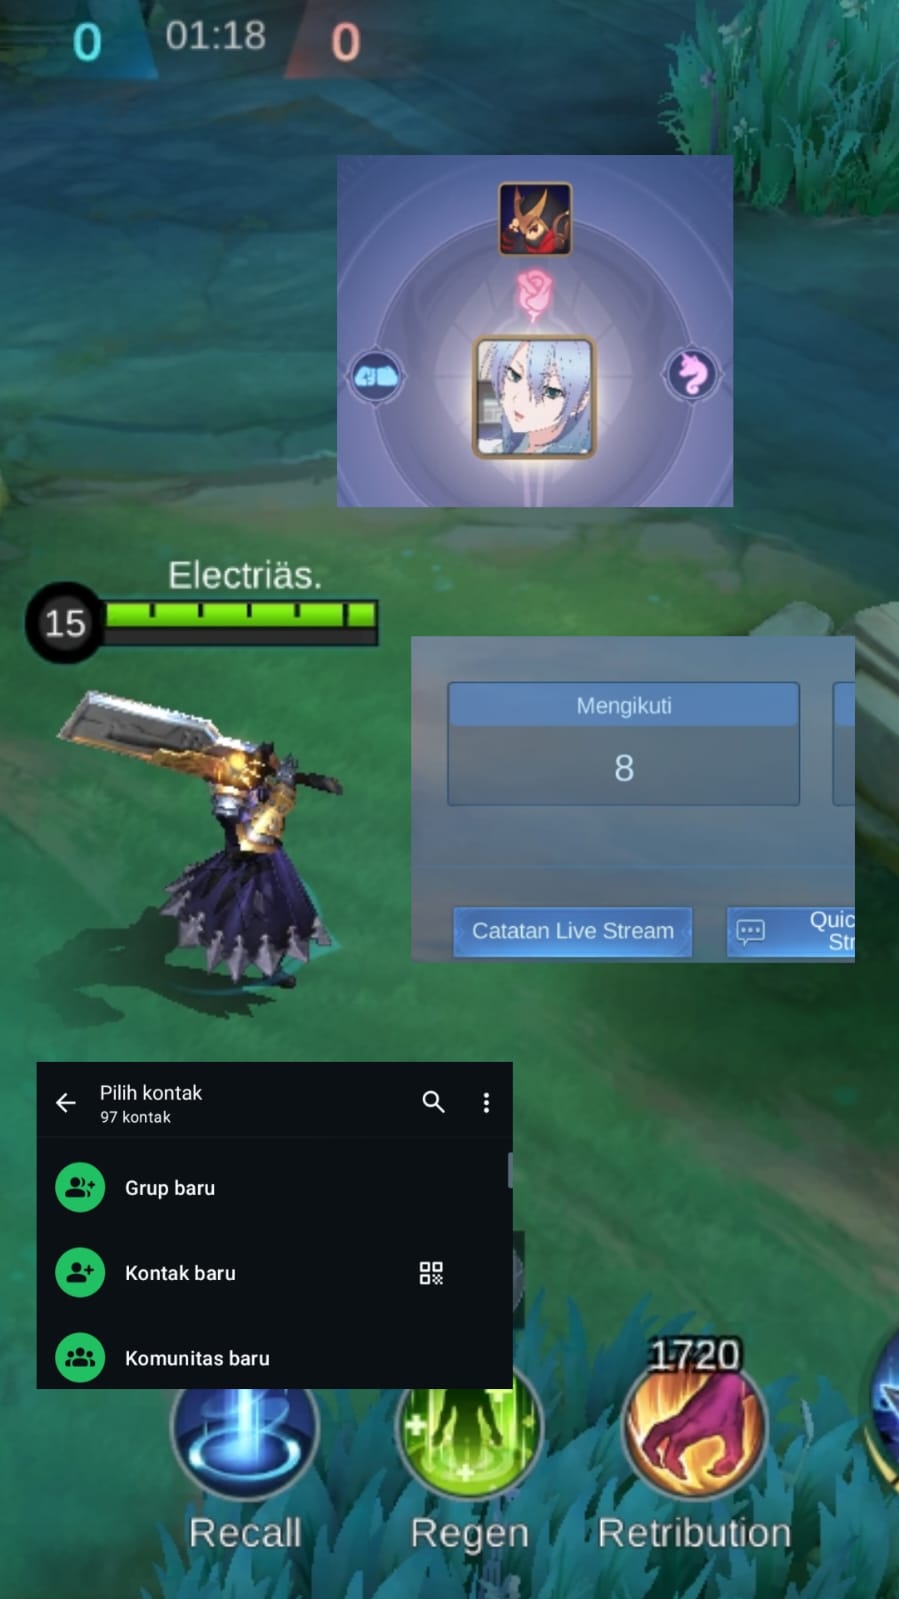 0 01:18 0
Electriäs.
15
Mengikuti
8
Catatan Live Stream
Pilih kontak
97 kontak
Grup baru
Kontak baru
Komunitas baru
1720
Recall Regen Retribution